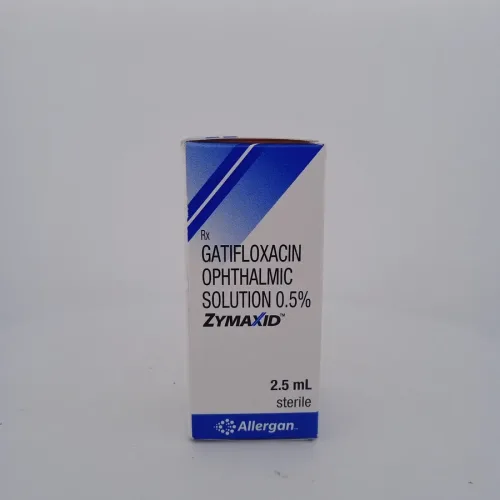 Rx
GATIFLOXACIN
OPHTHALMIC
SOLUTION 0.5%
ZYMAXID™
2.5 mL
sterile
Allergan